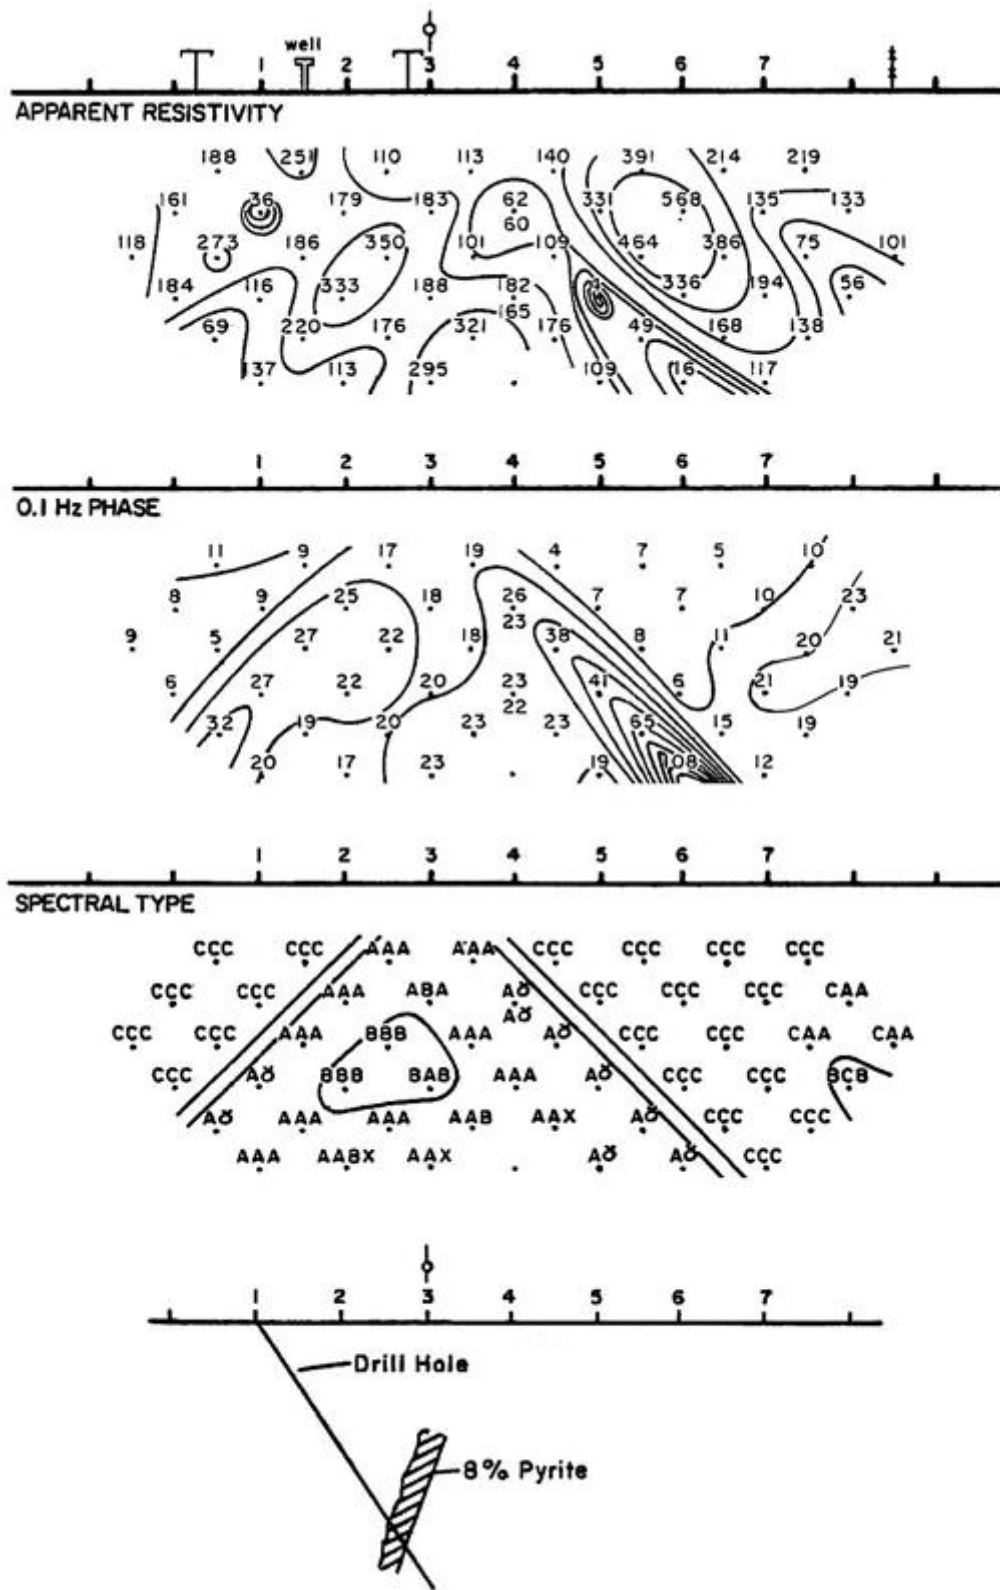 well
1 2 3 4 5 6 7
APPARENT RESISTIVITY
188 251 110 113 140 391 214 219
161 36 179 183 62 331 568 135 133
60
118 273 186 350 101 109 464 386 75 101
184 116 333 188 182 336 194 56
165
69 220 176 321 176 49 168 138
137 113 295 109 16 117
1 2 3 4 5 6 7
0.1 Hz PHASE
11 9 17 19 4 7 5 10
8 9 25 18 26 7 7 10 23
23
9 5 27 22 18 38 8 11 20 21
6 27 22 20 23 41 6 21 19
22
32 19 20 23 23 65 15 19
20 17 23 19 108 12
1 2 3 4 5 6 7
SPECTRAL TYPE
CCC CCC AAA AAA CCC CCC CCC CCC
CCC CCC AAA ABA Aɣ CCC CCC CCC CAA
Aɣ
CCC CCC AAA BBB AAA Aɣ CCC CCC CAA CAA
CCC Aɣ BBB BAB AAA Aɣ CCC CCC BCB
Aɣ AAA AAA AAB AAX Aɣ CCC CCC
AAA AABX AAX Aɣ Aɣ CCC
1 2 3 4 5 6 7
Drill Hole
8% Pyrite